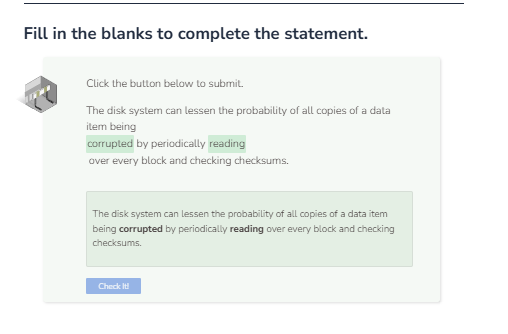 Fill in the blanks to complete the statement.
Click the button below to submit.
The disk system can lessen the probability of all copies of a data
item being
corrupted by periodically reading
over every block and checking checksums.
The disk system can lessen the probability of all copies of a data item
being corrupted by periodically reading over every block and checking
checksums.
Check It!